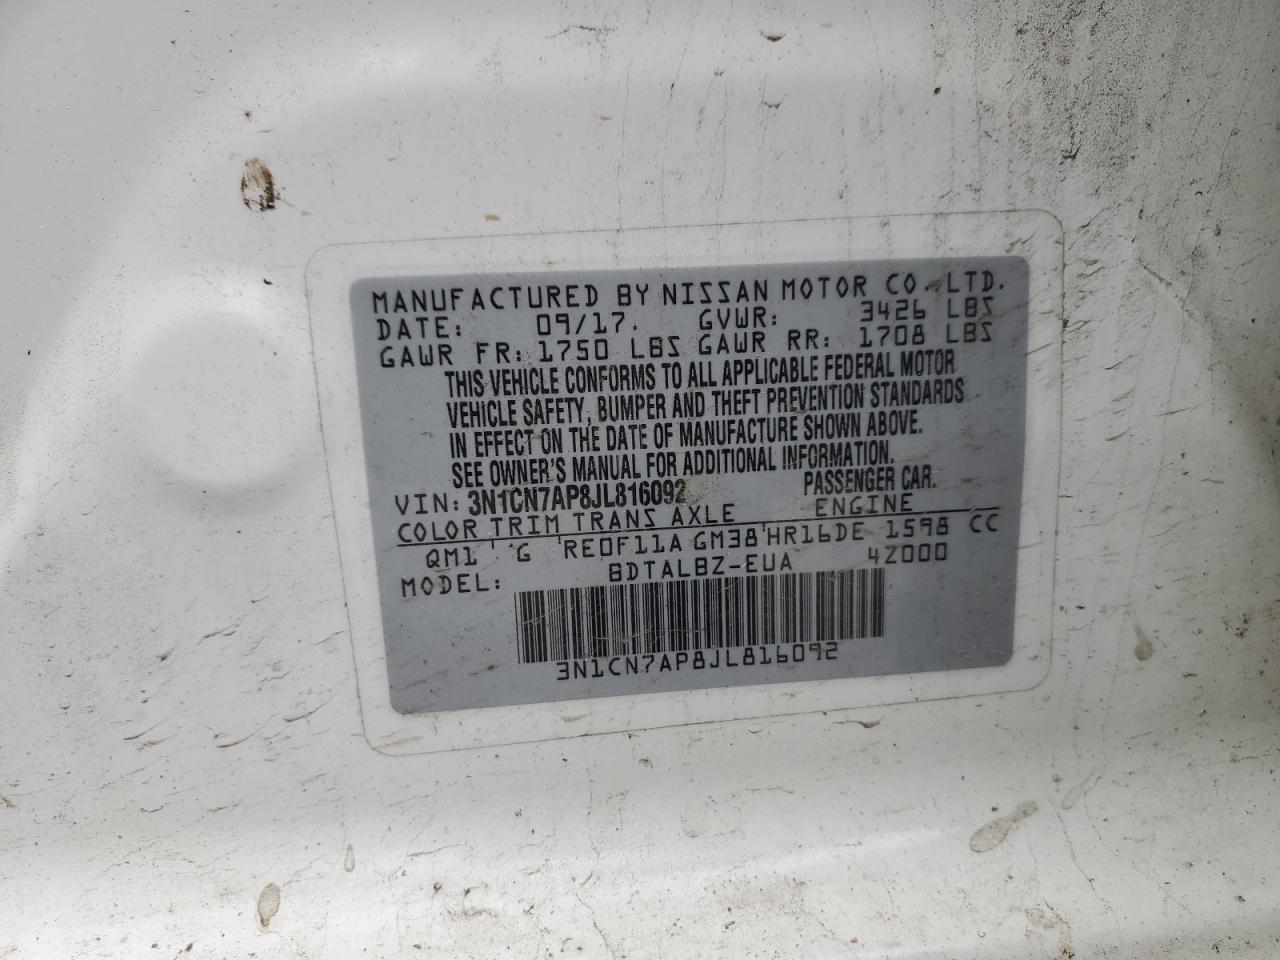 MANUFACTURED BY NISSAN MOTOR CO., LTD.
DATE: 09/17. GVWR: 3426 LBS
GAWR FR: 1750 LBS GAWR RR: 1708 LBS
THIS VEHICLE CONFORMS TO ALL APPLICABLE FEDERAL MOTOR
VEHICLE SAFETY, BUMPER AND THEFT PREVENTION STANDARDS
IN EFFECT ON THE DATE OF MANUFACTURE SHOWN ABOVE.
SEE OWNER'S MANUAL FOR ADDITIONAL INFORMATION.
VIN: 3N1CN7AP8JL816092 PASSENGER CAR.
COLOR TRIM TRANS AXLE ENGINE
QM1 G RE0F11A GM38 HR16DE 1598 CC
MODEL: BDTALBZ-EUA 4Z000
3N1CN7AP8JL816092